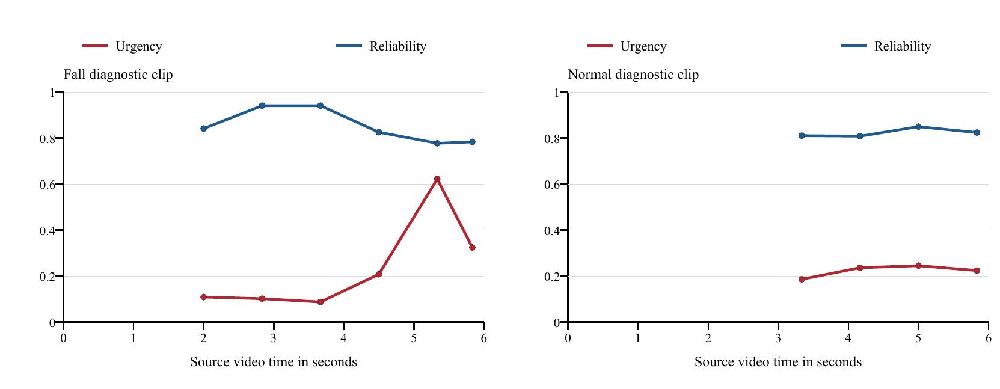 Urgency Reliability
Fall diagnostic clip
1
0.8
0.6
0.4
0.2
0
0 1 2 3 4 5 6
Source video time in seconds
Urgency Reliability
Normal diagnostic clip
1
0.8
0.6
0.4
0.2
0
0 1 2 3 4 5 6
Source video time in seconds